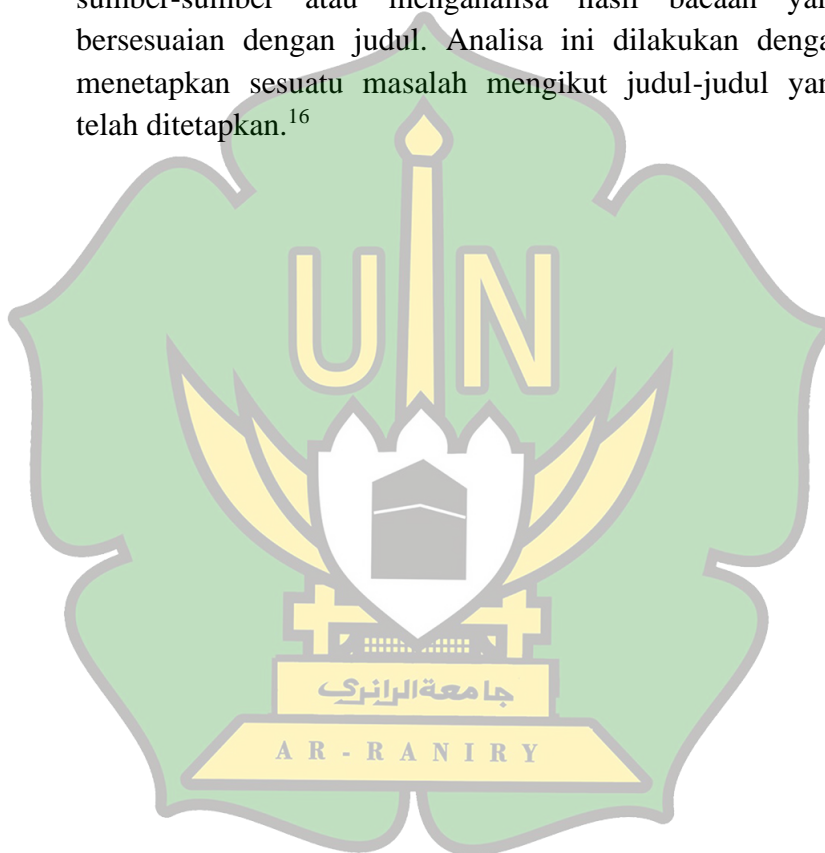 sumber-sumber atau menganalisa hasil bacaan yan
bersesuaian dengan judul. Analisa ini dilakukan denga
menetapkan sesuatu masalah mengikut judul-judul yan
telah ditetapkan.16
UIN
جامعةالرانري
AR-RANIRY